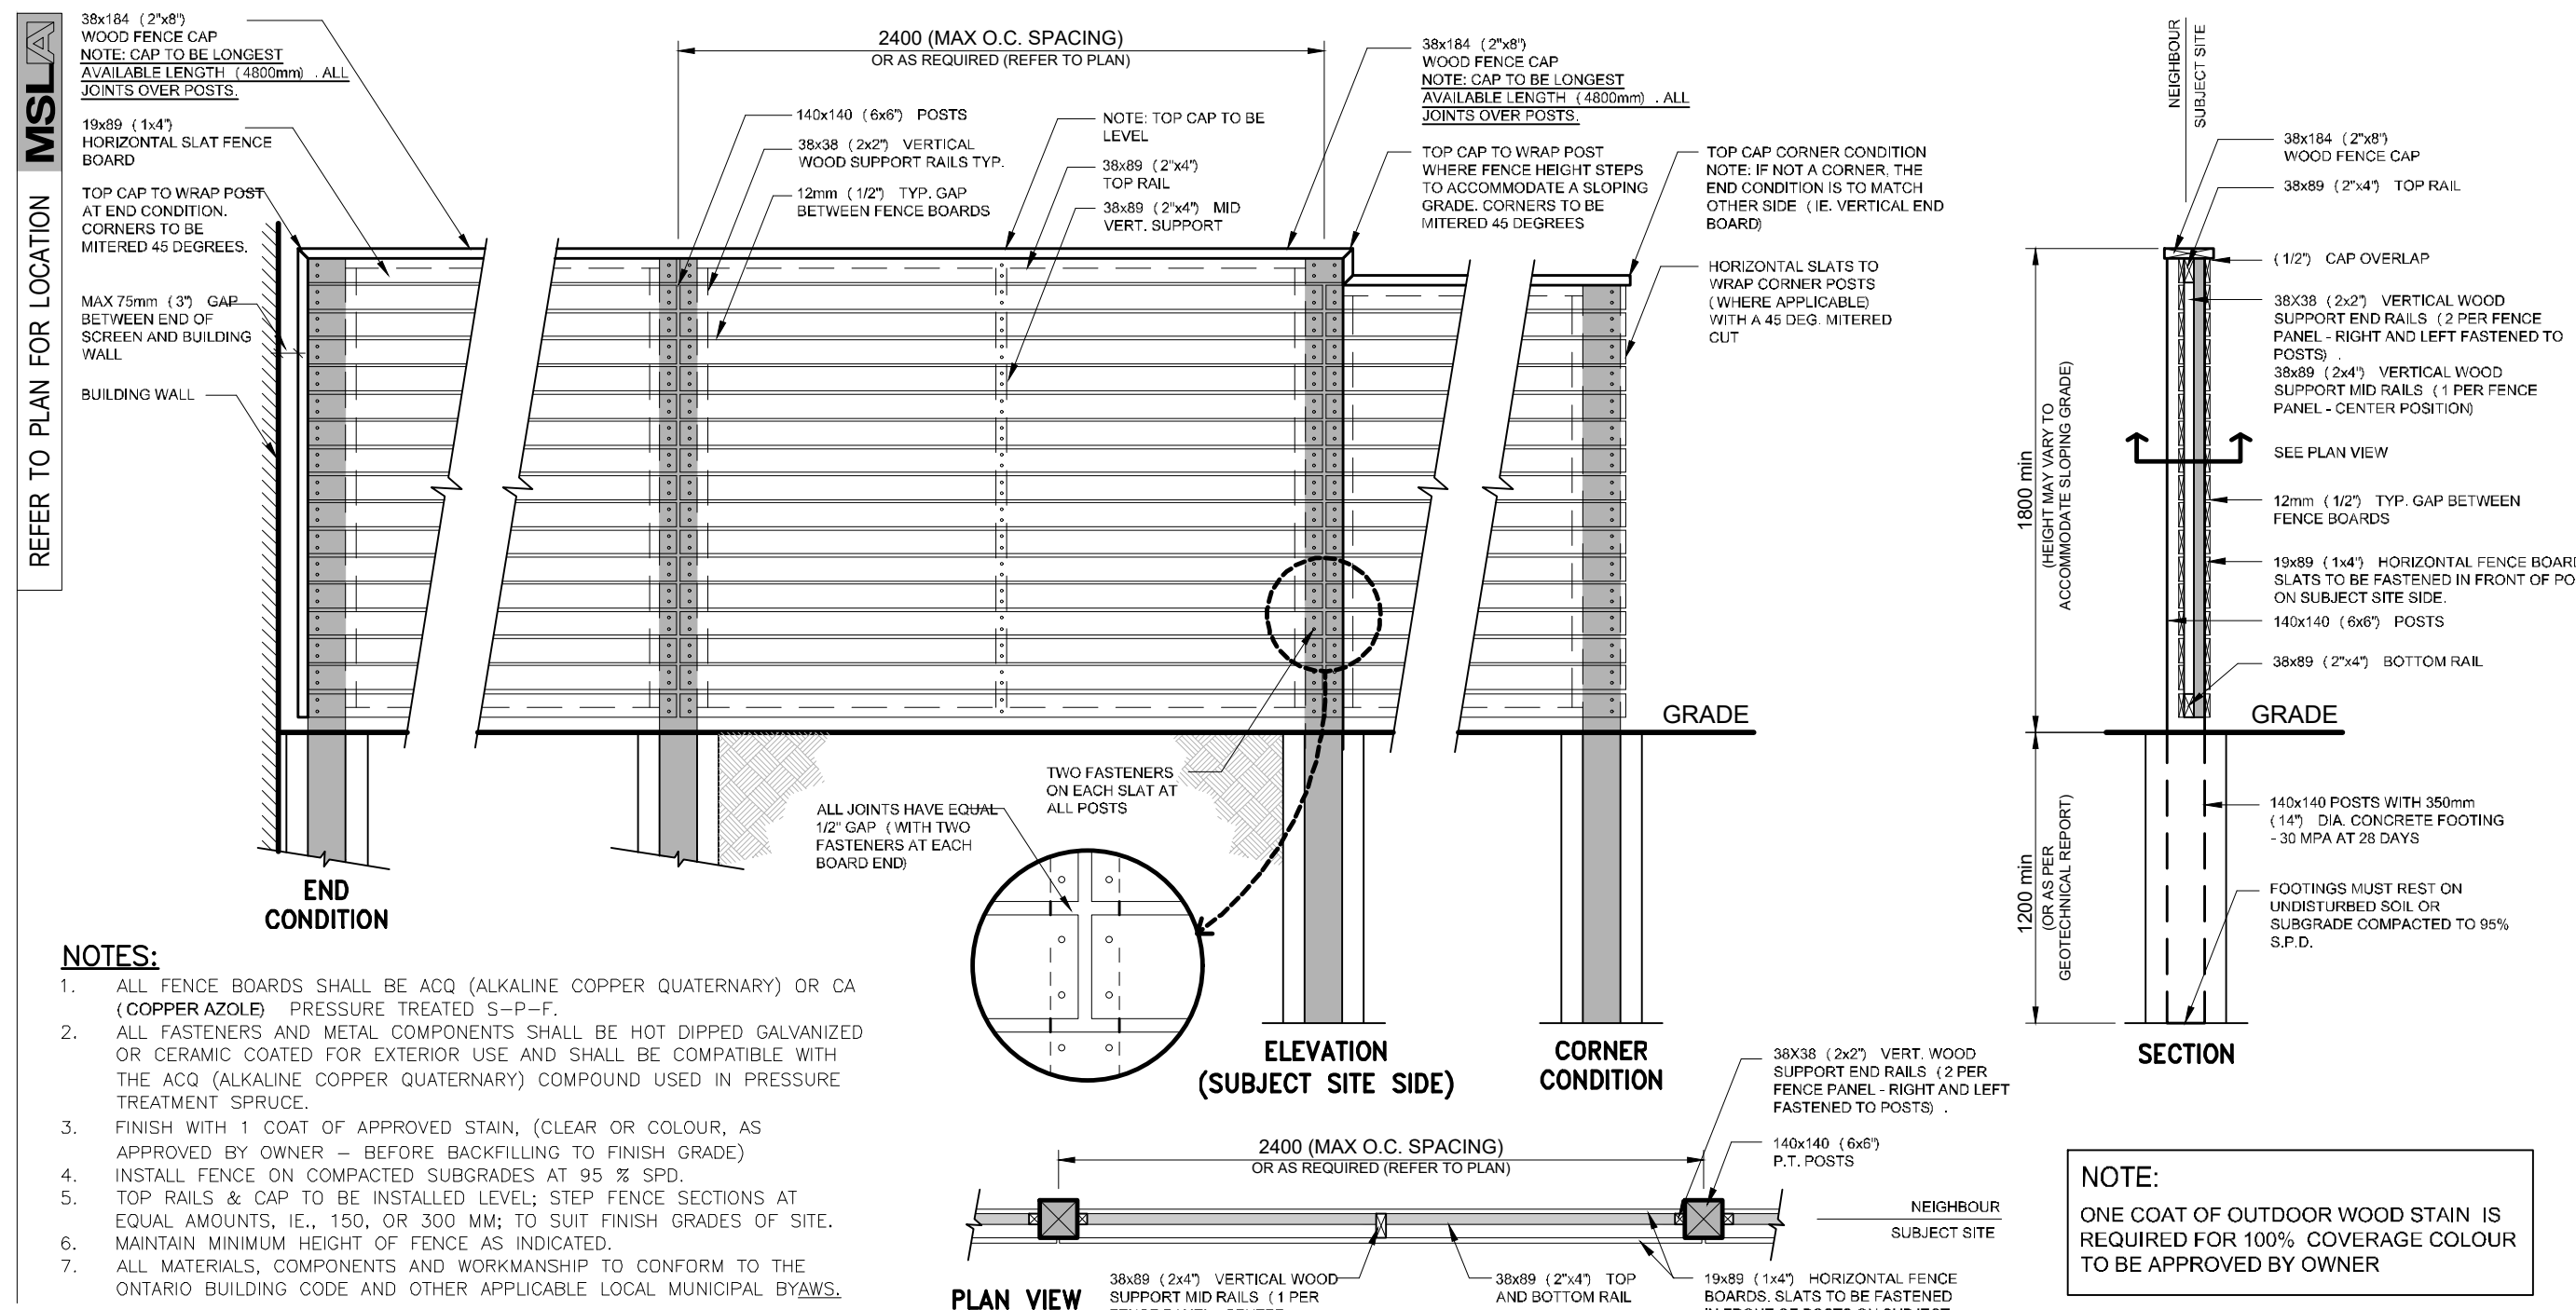 MSLA
REFER TO PLAN FOR LOCATION
38x184 (2"x8")
WOOD FENCE CAP
NOTE: CAP TO BE LONGEST
AVAILABLE LENGTH (4800mm) . ALL
JOINTS OVER POSTS.
19x89 (1x4")
HORIZONTAL SLAT FENCE
BOARD
TOP CAP TO WRAP POST
AT END CONDITION.
CORNERS TO BE
MITERED 45 DEGREES.
MAX 75mm (3") GAP
BETWEEN END OF
SCREEN AND BUILDING
WALL
BUILDING WALL
2400 (MAX O.C. SPACING)
OR AS REQUIRED (REFER TO PLAN)
140x140 (6x6") POSTS
38x38 (2x2") VERTICAL
WOOD SUPPORT RAILS TYP.
12mm (1/2") TYP. GAP
BETWEEN FENCE BOARDS
NOTE: TOP CAP TO BE
LEVEL
38x89 (2"x4")
TOP RAIL
38x89 (2"x4") MID
VERT. SUPPORT
38x184 (2"x8")
WOOD FENCE CAP
NOTE: CAP TO BE LONGEST
AVAILABLE LENGTH (4800mm) . ALL
JOINTS OVER POSTS.
TOP CAP TO WRAP POST
WHERE FENCE HEIGHT STEPS
TO ACCOMMODATE A SLOPING
GRADE. CORNERS TO BE
MITERED 45 DEGREES
TOP CAP CORNER CONDITION
NOTE: IF NOT A CORNER, THE
END CONDITION IS TO MATCH
OTHER SIDE (IE. VERTICAL END
BOARD)
HORIZONTAL SLATS TO
WRAP CORNER POSTS
(WHERE APPLICABLE)
WITH A 45 DEG. MITERED
CUT
GRADE
TWO FASTENERS
ON EACH SLAT AT
ALL POSTS
ALL JOINTS HAVE EQUAL
1/2" GAP (WITH TWO
FASTENERS AT EACH
BOARD END)
END
CONDITION
ELEVATION
(SUBJECT SITE SIDE)
CORNER
CONDITION
NEIGHBOUR
SUBJECT SITE
38x184 (2"x8")
WOOD FENCE CAP
38x89 (2"x4") TOP RAIL
(1/2") CAP OVERLAP
38X38 (2x2") VERTICAL WOOD
SUPPORT END RAILS (2 PER FENCE
PANEL - RIGHT AND LEFT FASTENED TO
POSTS) .
38x89 (2x4") VERTICAL WOOD
SUPPORT MID RAILS (1 PER FENCE
PANEL - CENTER POSITION)
SEE PLAN VIEW
12mm (1/2") TYP. GAP BETWEEN
FENCE BOARDS
19x89 (1x4") HORIZONTAL FENCE BOARD
SLATS TO BE FASTENED IN FRONT OF PO
ON SUBJECT SITE SIDE.
140x140 (6x6") POSTS
38x89 (2"x4") BOTTOM RAIL
GRADE
1800 min
(HEIGHT MAY VARY TO
ACCOMMODATE SLOPING GRADE)
1200 min
(OR AS PER
GEOTECHNICAL REPORT)
140x140 POSTS WITH 350mm
(14") DIA. CONCRETE FOOTING
- 30 MPA AT 28 DAYS
FOOTINGS MUST REST ON
UNDISTURBED SOIL OR
SUBGRADE COMPACTED TO 95%
S.P.D.
SECTION
NOTES:
1. ALL FENCE BOARDS SHALL BE ACQ (ALKALINE COPPER QUATERNARY) OR CA
(COPPER AZOLE) PRESSURE TREATED S-P-F.
2. ALL FASTENERS AND METAL COMPONENTS SHALL BE HOT DIPPED GALVANIZED
OR CERAMIC COATED FOR EXTERIOR USE AND SHALL BE COMPATIBLE WITH
THE ACQ (ALKALINE COPPER QUATERNARY) COMPOUND USED IN PRESSURE
TREATMENT SPRUCE.
3. FINISH WITH 1 COAT OF APPROVED STAIN, (CLEAR OR COLOUR, AS
APPROVED BY OWNER - BEFORE BACKFILLING TO FINISH GRADE)
4. INSTALL FENCE ON COMPACTED SUBGRADES AT 95 % SPD.
5. TOP RAILS & CAP TO BE INSTALLED LEVEL; STEP FENCE SECTIONS AT
EQUAL AMOUNTS, IE., 150, OR 300 MM; TO SUIT FINISH GRADES OF SITE.
6. MAINTAIN MINIMUM HEIGHT OF FENCE AS INDICATED.
7. ALL MATERIALS, COMPONENTS AND WORKMANSHIP TO CONFORM TO THE
ONTARIO BUILDING CODE AND OTHER APPLICABLE LOCAL MUNICIPAL BYAWS.
38X38 (2x2") VERT. WOOD
SUPPORT END RAILS (2 PER
FENCE PANEL - RIGHT AND LEFT
FASTENED TO POSTS) .
140x140 (6x6")
P.T. POSTS
2400 (MAX O.C. SPACING)
OR AS REQUIRED (REFER TO PLAN)
NEIGHBOUR
SUBJECT SITE
PLAN VIEW
38x89 (2x4") VERTICAL WOOD
SUPPORT MID RAILS (1 PER
38x89 (2"x4") TOP
AND BOTTOM RAIL
19x89 (1x4") HORIZONTAL FENCE
BOARDS. SLATS TO BE FASTENED
NOTE:
ONE COAT OF OUTDOOR WOOD STAIN IS
REQUIRED FOR 100% COVERAGE COLOUR
TO BE APPROVED BY OWNER